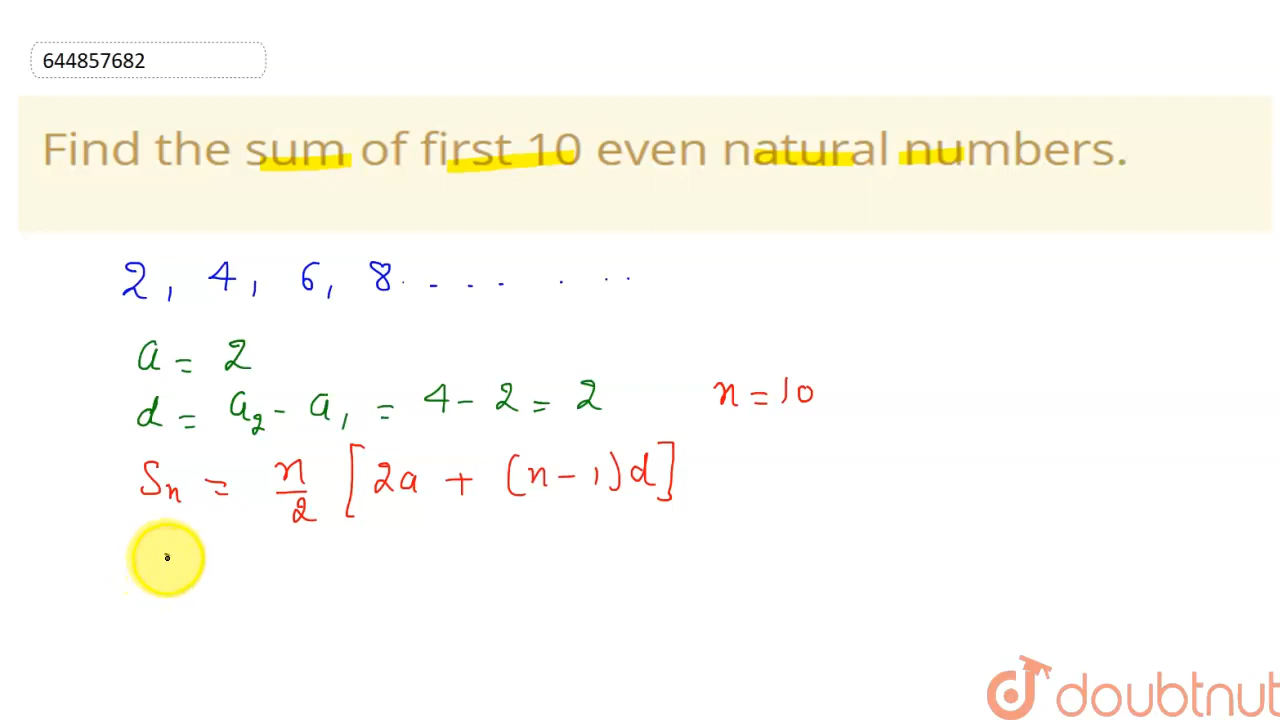 644857682
Find the sum of first 10 even natural numbers.
2, 4, 6, 8 . - . . . . .
a = 2
d = a₂ - a₁ = 4 - 2 = 2 n = 10
Sₙ = n/2 [2a + (n - 1)d]
doubtnut